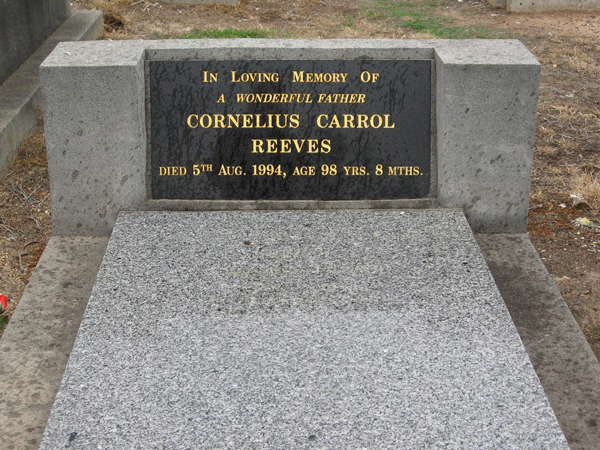 In Loving Memory Of
A WONDERFUL FATHER
CORNELIUS CARROL
REEVES
DIED 5TH AUG. 1994, AGE 98 YRS. 8 MTHS.